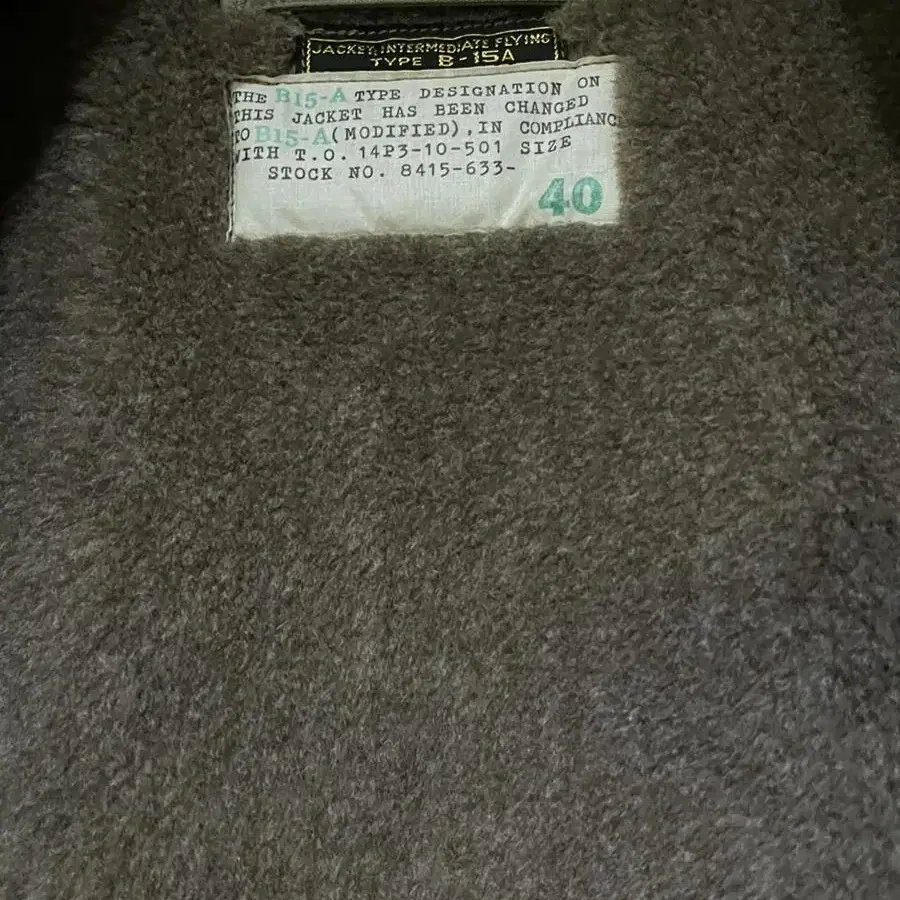 JACKET, INTERMEDIATE FLYING
TYPE B-15A
THE B15-A TYPE DESIGNATION ON
THIS JACKET HAS BEEN CHANGED
TO B15-A(MODIFIED),IN COMPLIANC
WITH T.O. 14P3-10-501 SIZE
STOCK NO. 8415-633-
40